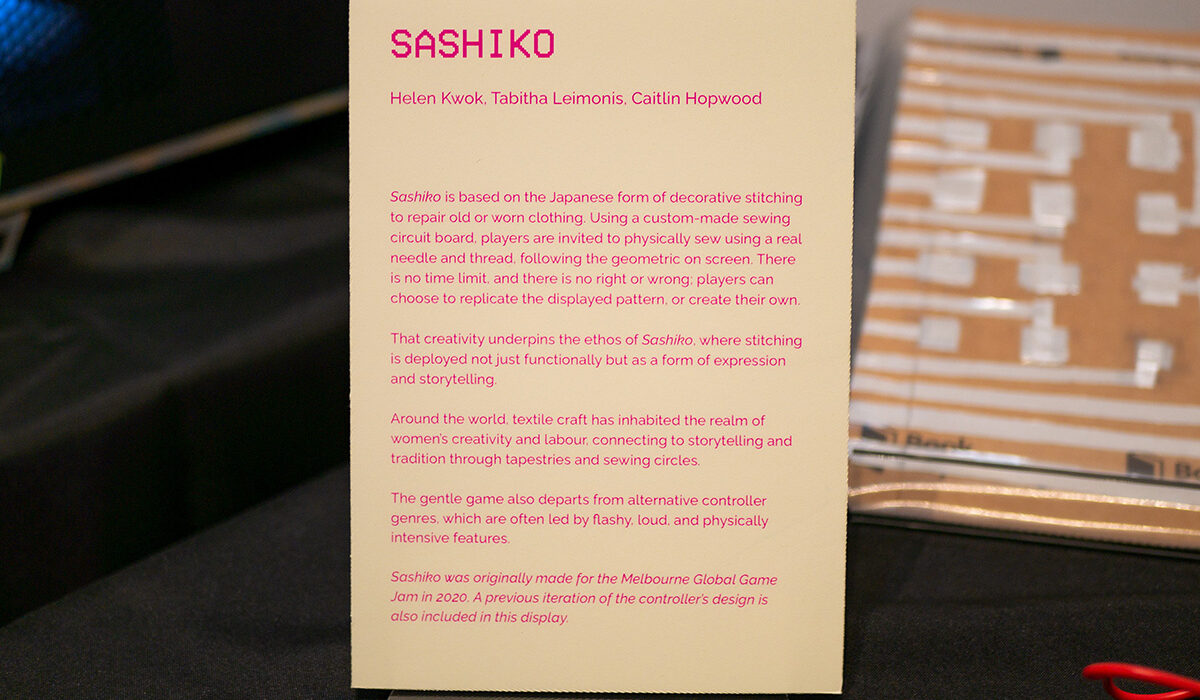 SASHIKO
Helen Kwok, Tabitha Leimonis, Caitlin Hopwood
Sashiko is based on the Japanese form of decorative stitching
to repair old or worn clothing. Using a custom-made sewing
circuit board, players are invited to physically sew using a real
needle and thread, following the geometric on screen. There
is no time limit, and there is no right or wrong; players can
choose to replicate the displayed pattern, or create their own.
That creativity underpins the ethos of Sashiko, where stitching
is deployed not just functionally but as a form of expression
and storytelling.
Around the world, textile craft has inhabited the realm of
women's creativity and labour, connecting to storytelling and
tradition through tapestries and sewing circles.
The gentle game also departs from alternative controller
genres, which are often led by flashy, loud, and physically
intensive features.
Sashiko was originally made for the Melbourne Global Game
Jam in 2020. A previous iteration of the controller's design is
also included in this display.